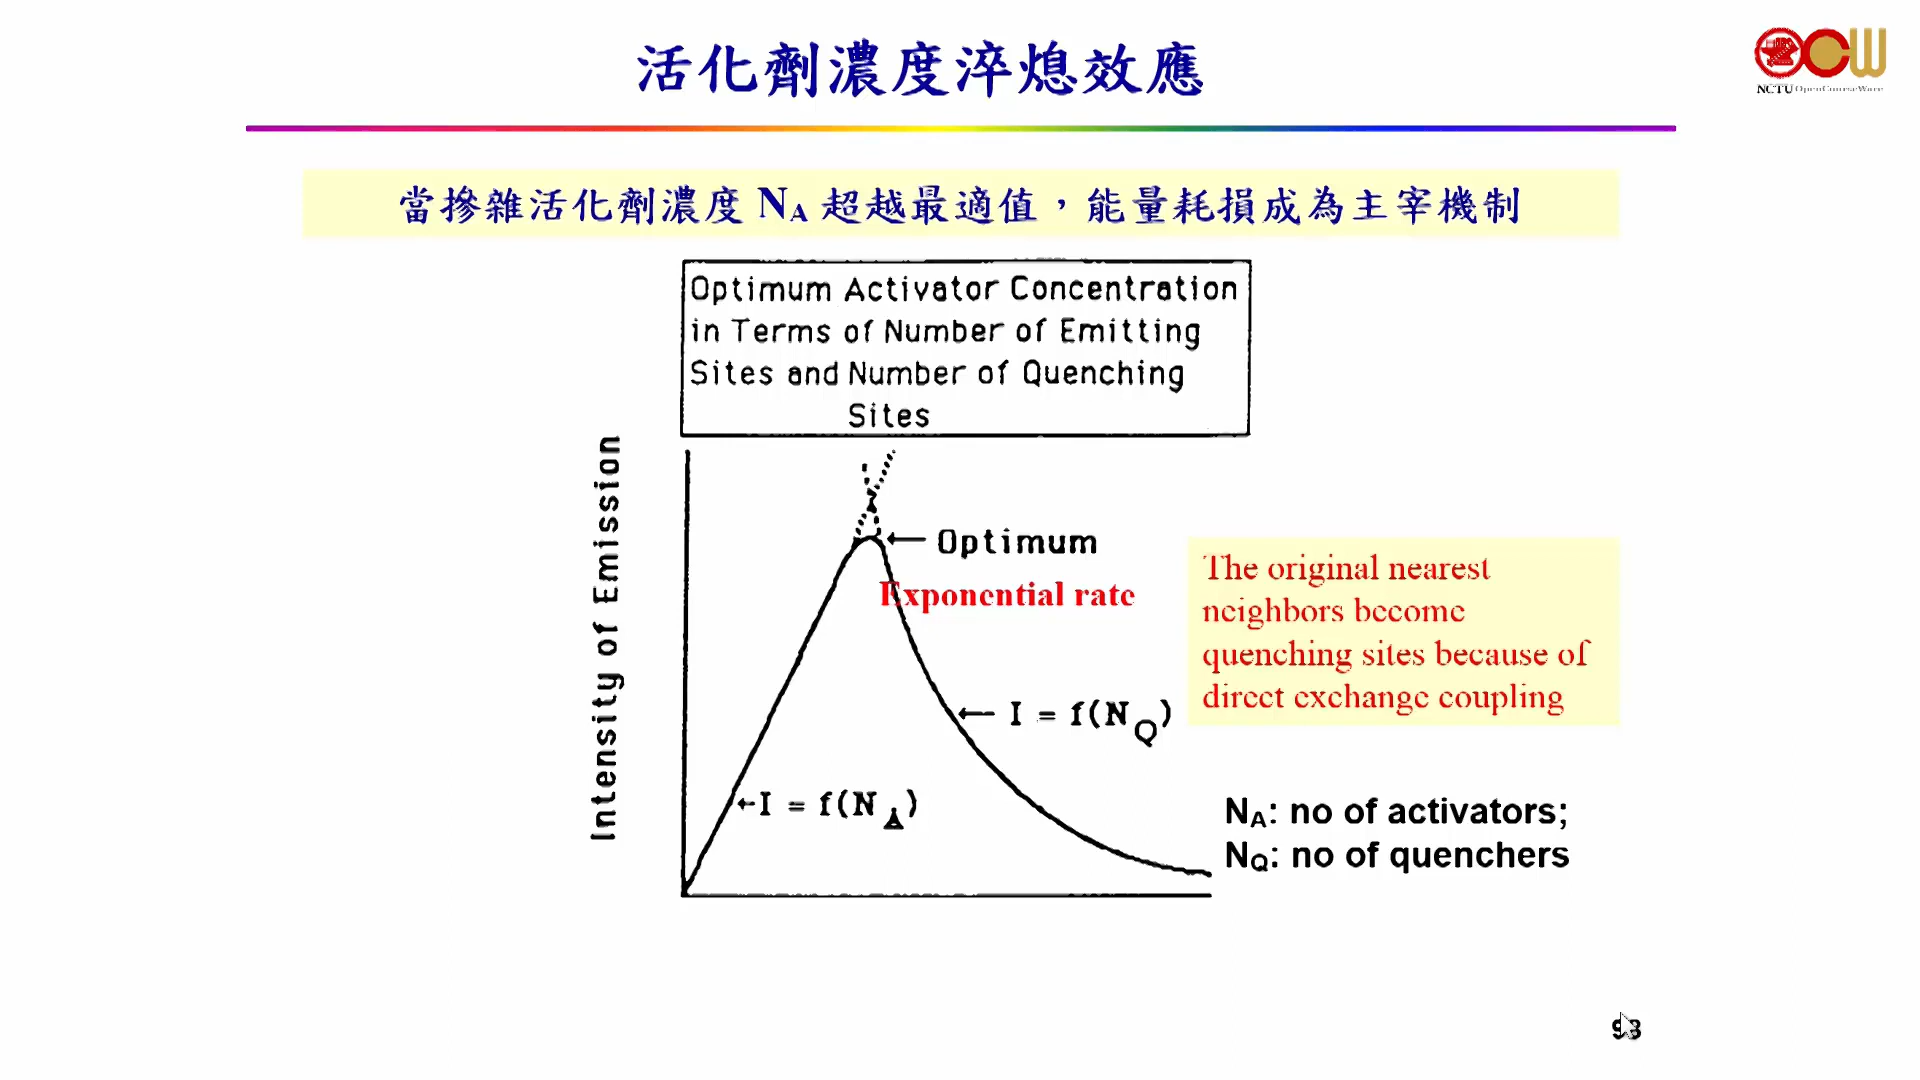 活化劑濃度淬熄效應
NCTU OpenCourseWare
當摻雜活化劑濃度 NA 超越最適值，能量耗損成為主宰機制
Optimum Activator Concentration
in Terms of Number of Emitting
Sites and Number of Quenching
Sites
Intensity of Emission
Optimum
Exponential rate
The original nearest
neighbors become
quenching sites because of
direct exchange coupling
I = f(NQ)
I = f(NA)
NA: no of activators;
NQ: no of quenchers